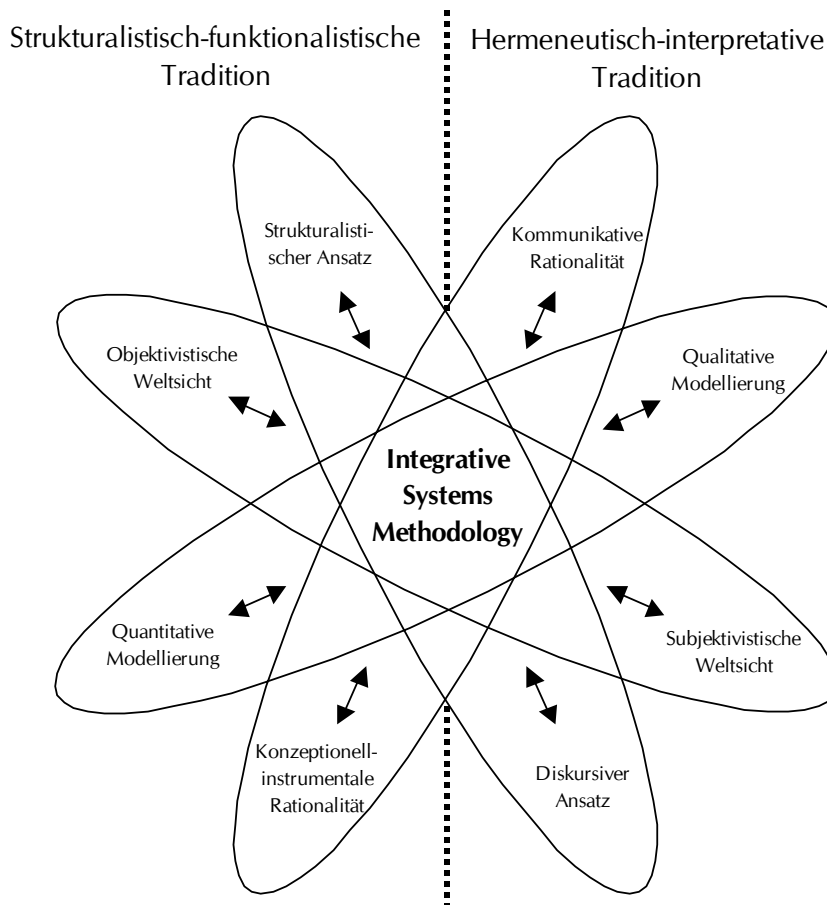 Strukturalistisch-funktionalistische
Tradition
Hermeneutisch-interpretative
Tradition
Strukturalisti-
scher Ansatz
Kommunikative
Rationalität
Objektivistische
Weltsicht
Qualitative
Modellierung
Integrative
Systems
Methodology
Quantitative
Modellierung
Subjektivistische
Weltsicht
Konzeptionell-
instrumentale
Rationalität
Diskursiver
Ansatz